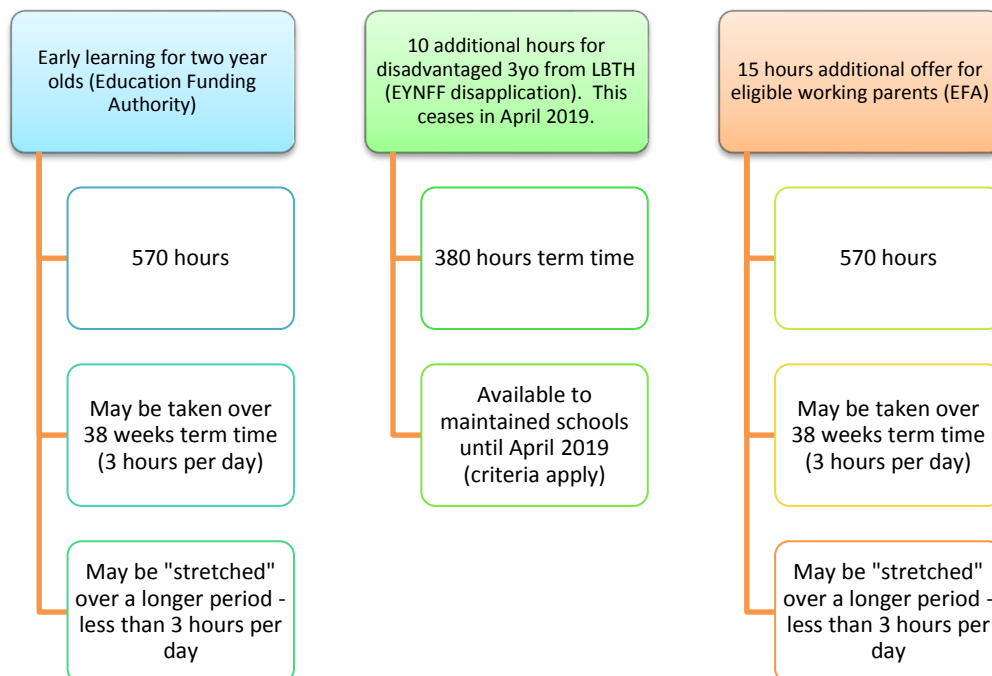 Early learning for two year
olds (Education Funding
Authority)
570 hours
May be taken over
38 weeks term time
(3 hours per day)
May be "stretched"
over a longer period -
less than 3 hours per
day
10 additional hours for
disadvantaged 3yo from LBTH
(EYNFF disapplication).  This
ceases in April 2019.
380 hours term time
Available to
maintained schools
until April 2019
(criteria apply)
15 hours additional offer for
eligible working parents (EFA)
570 hours
May be taken over
38 weeks term time
(3 hours per day)
May be "stretched"
over a longer period -
less than 3 hours per
day